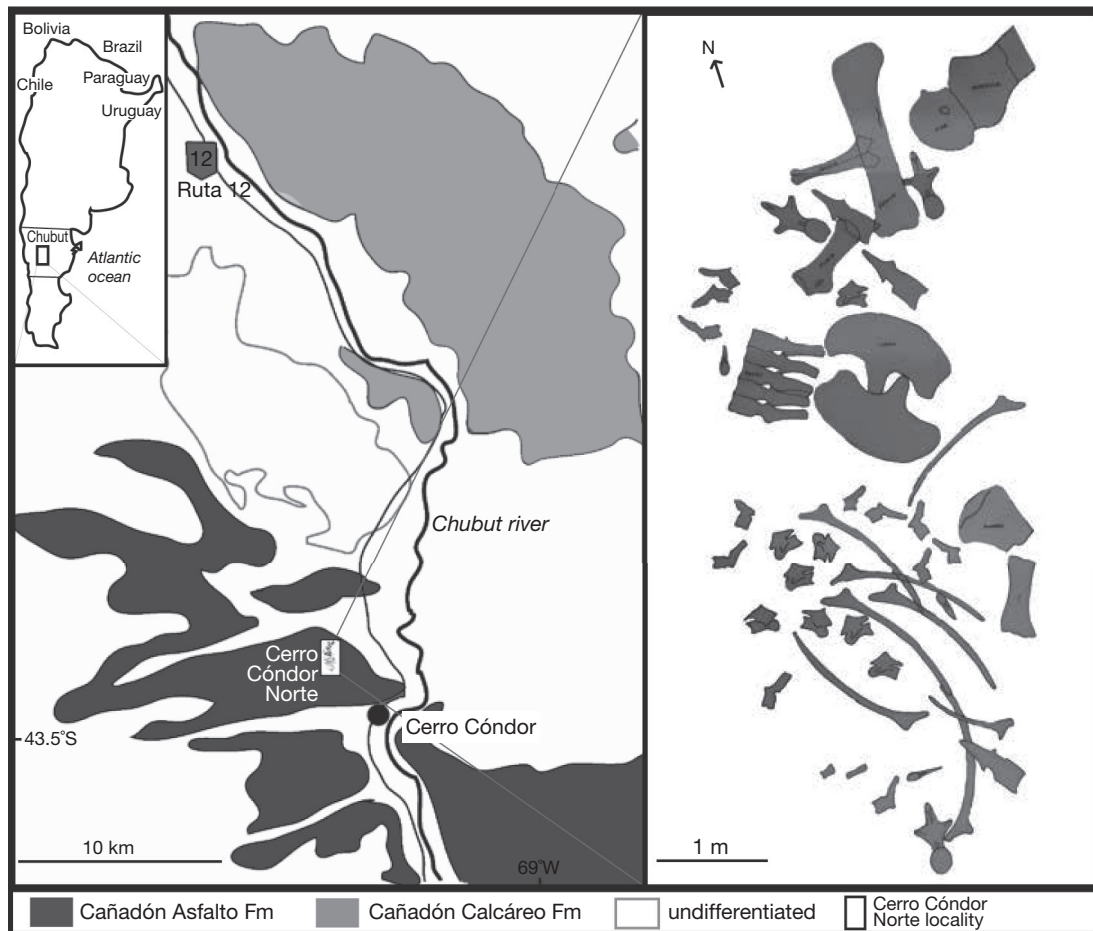 Bolivia
Brazil
Chile
Paraguay
Uruguay
Chubut
Atlantic
ocean
12
Ruta 12
Chubut river
Cerro
Cóndor
Norte
Cerro Cóndor
43.5°S
10 km
69°W
N
1 m
Cañadón Asfalto Fm
Cañadón Calcáreo Fm
undifferentiated
Cerro Cóndor
Norte locality